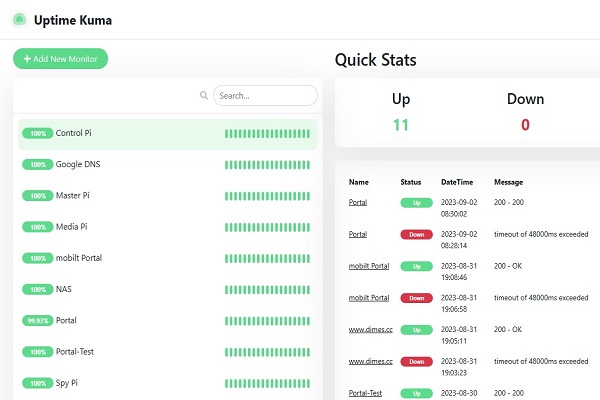 Uptime Kuma
+ Add New Monitor
Search...
100% Control Pi
100% Google DNS
100% Master Pi
100% Media Pi
100% mobilt Portal
100% NAS
99.93% Portal
100% Portal-Test
100% Spy Pi
Quick Stats
Up Down
11 0
Name Status DateTime Message
Portal Up 2023-09-02 200 - 200
08:30:02
Portal Down 2023-09-02 timeout of 48000ms exceeded
08:28:14
mobilt Portal Up 2023-08-31 200 - OK
19:08:46
mobilt Portal Down 2023-08-31 timeout of 48000ms exceeded
19:06:58
www.dimes.cc Up 2023-08-31 200 - OK
19:05:11
www.dimes.cc Down 2023-08-31 timeout of 48000ms exceeded
19:03:23
Portal-Test Up 2023-08-30 200 - 200